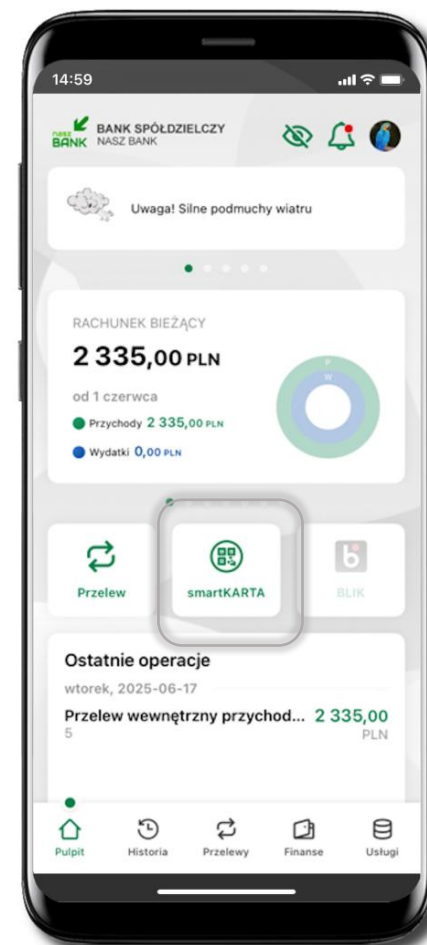 14:59
nasz
BANK
BANK SPÓŁDZIELCZY
NASZ BANK
Uwaga! Silne podmuchy wiatru
RACHUNEK BIEŻĄCY
2 335,00 PLN
od 1 czerwca
Przychody 2 335,00 PLN
Wydatki 0,00 PLN
P
W
Przelew
smartKARTA
BLIK
Ostatnie operacje
wtorek, 2025-06-17
Przelew wewnętrzny przychod... 2 335,00
5 PLN
Pulpit Historia Przelewy Finanse Usługi